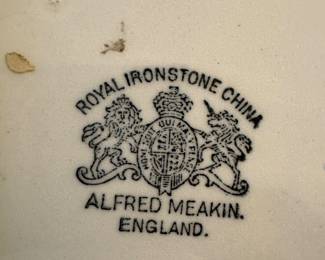 ROYAL IRONSTONE CHINA
ALFRED MEAKIN.
ENGLAND.